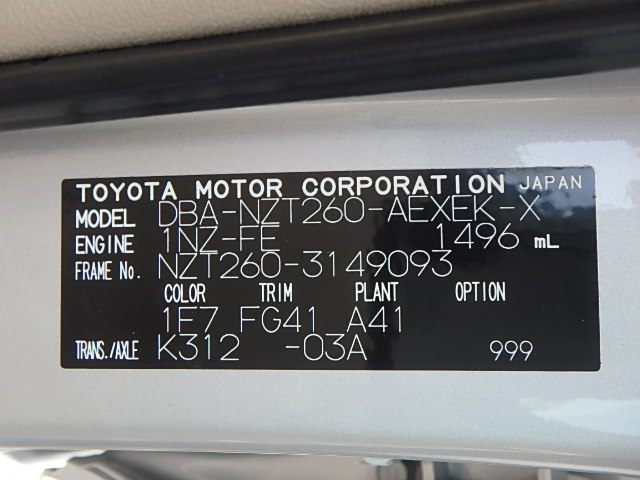 TOYOTA MOTOR CORPORATION JAPAN
MODEL DBA-NZT260-AEXEK-X
ENGINE 1NZ-FE 1496 mL
FRAME No. NZT260-3149093
COLOR TRIM PLANT OPTION
1F7 FG41 A41
TRANS./AXLE K312 -03A 999